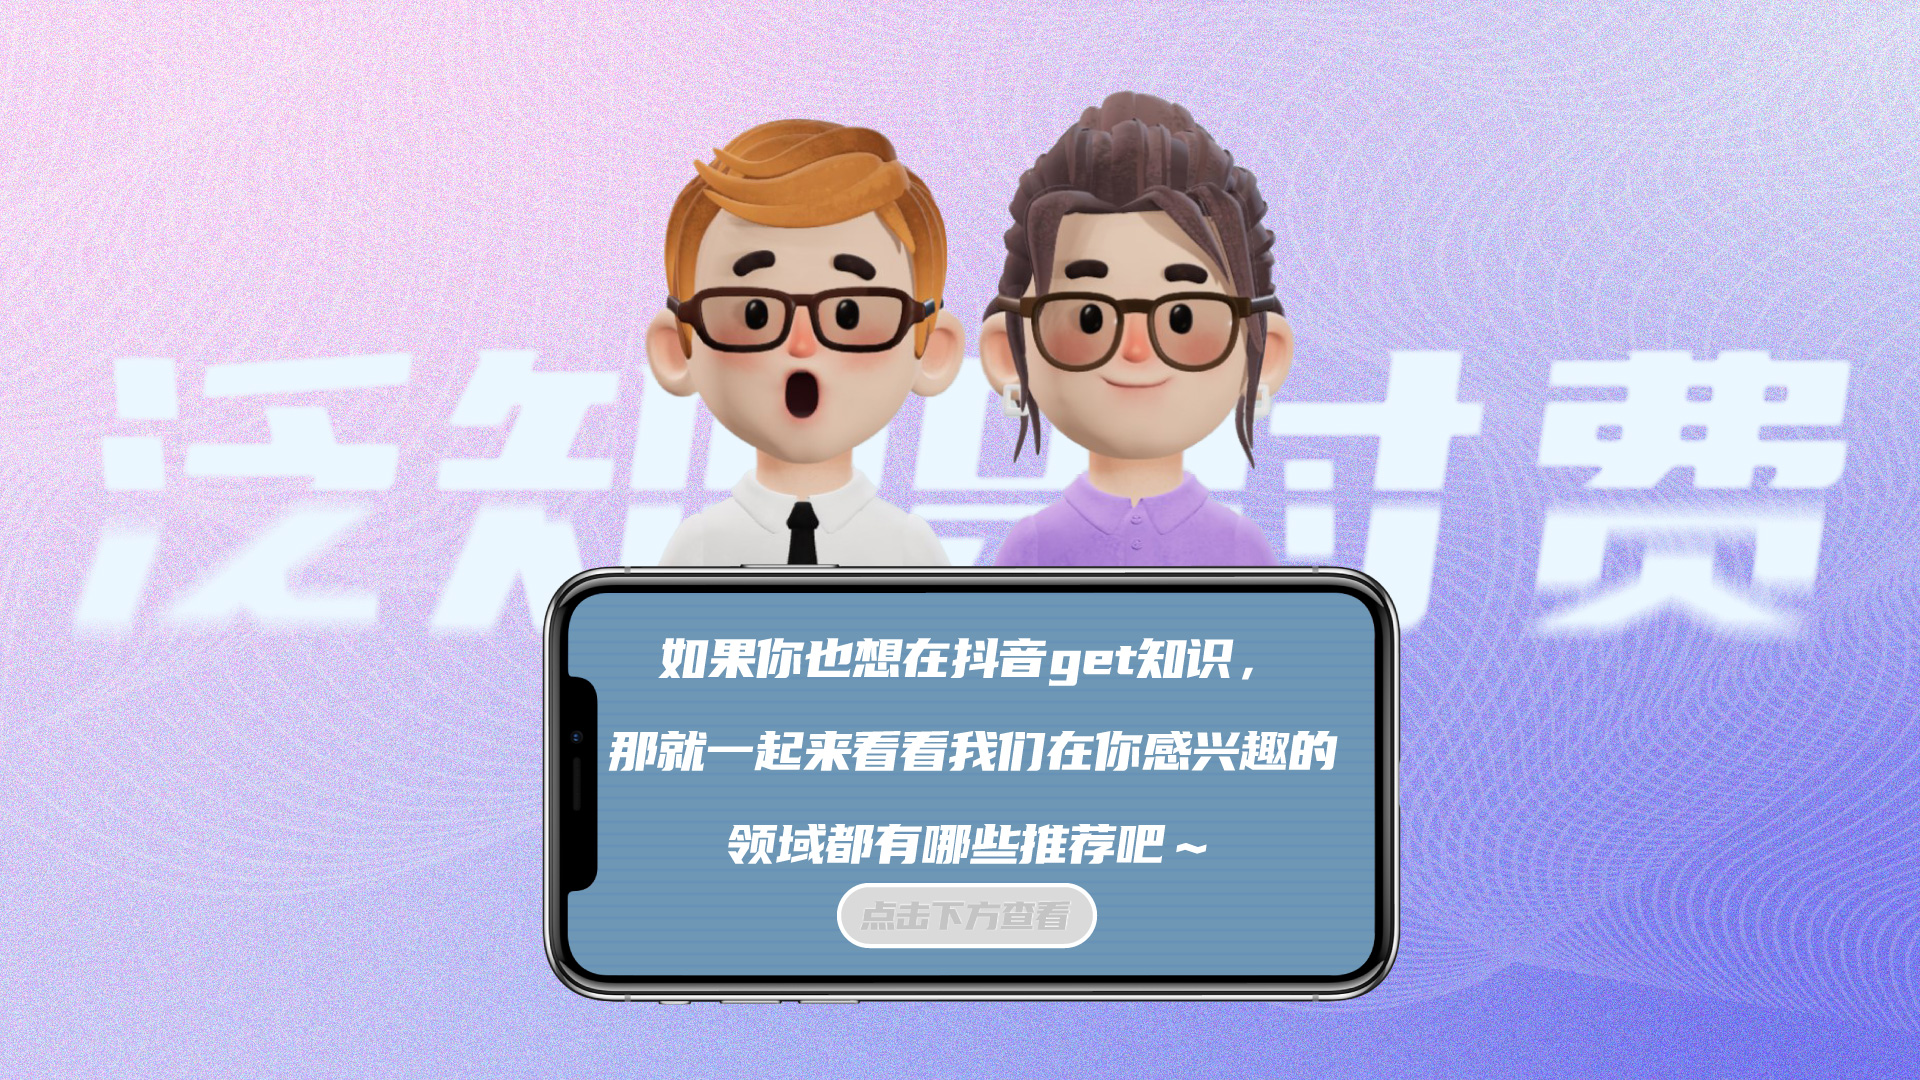 泛知识付费
如果你也想在抖音get知识，
那就一起来看看我们在你感兴趣的
领域都有哪些推荐吧～
点击下方查看